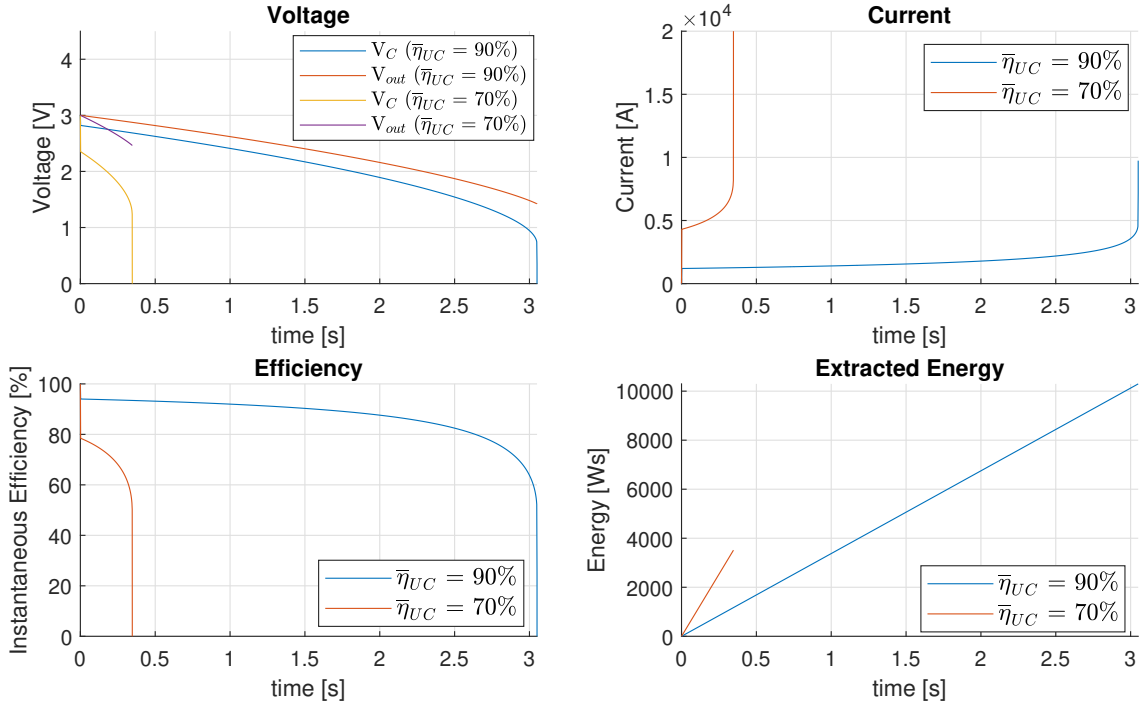 Voltage
Voltage [V]
4
3
2
1
0
V_C (η̅_UC = 90%)
V_out (η̅_UC = 90%)
V_C (η̅_UC = 70%)
V_out (η̅_UC = 70%)
0 0.5 1 1.5 2 2.5 3
time [s]
Current
×10⁴
Current [A]
2
1.5
1
0.5
0
η̅_UC = 90%
η̅_UC = 70%
0 0.5 1 1.5 2 2.5 3
time [s]
Efficiency
Instantaneous Efficiency [%]
100
80
60
40
20
0
η̅_UC = 90%
η̅_UC = 70%
0 0.5 1 1.5 2 2.5 3
time [s]
Extracted Energy
Energy [Ws]
10000
8000
6000
4000
2000
0
η̅_UC = 90%
η̅_UC = 70%
0 0.5 1 1.5 2 2.5 3
time [s]